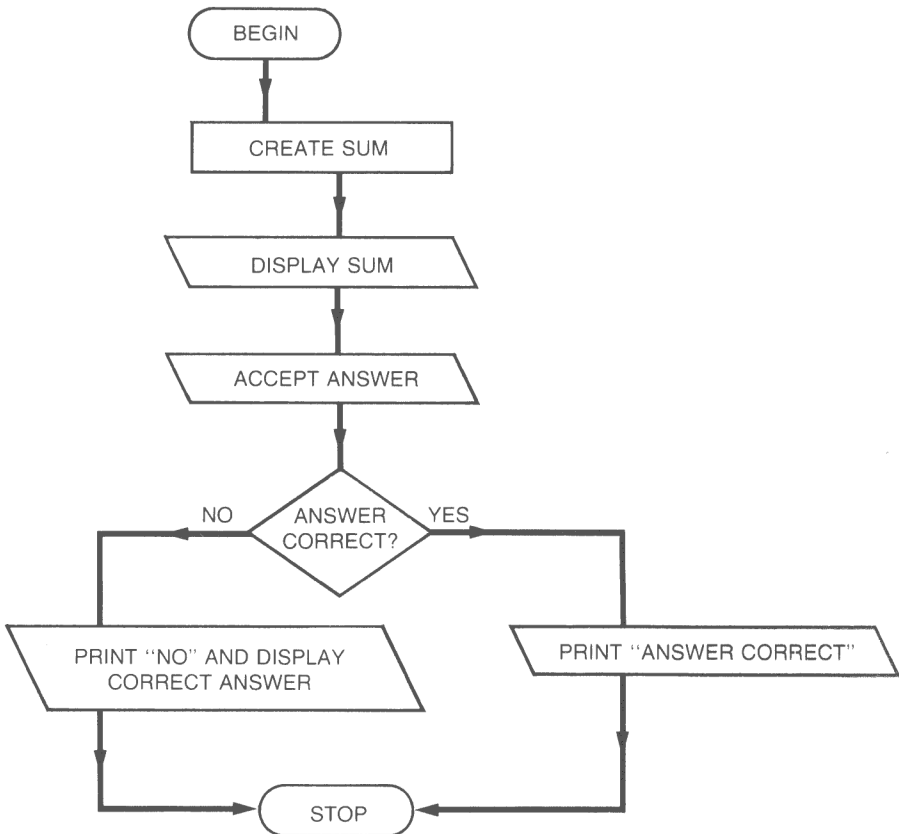 BEGIN
CREATE SUM
DISPLAY SUM
ACCEPT ANSWER
NO
ANSWER
CORRECT?
YES
PRINT “NO” AND DISPLAY
CORRECT ANSWER
PRINT “ANSWER CORRECT”
STOP